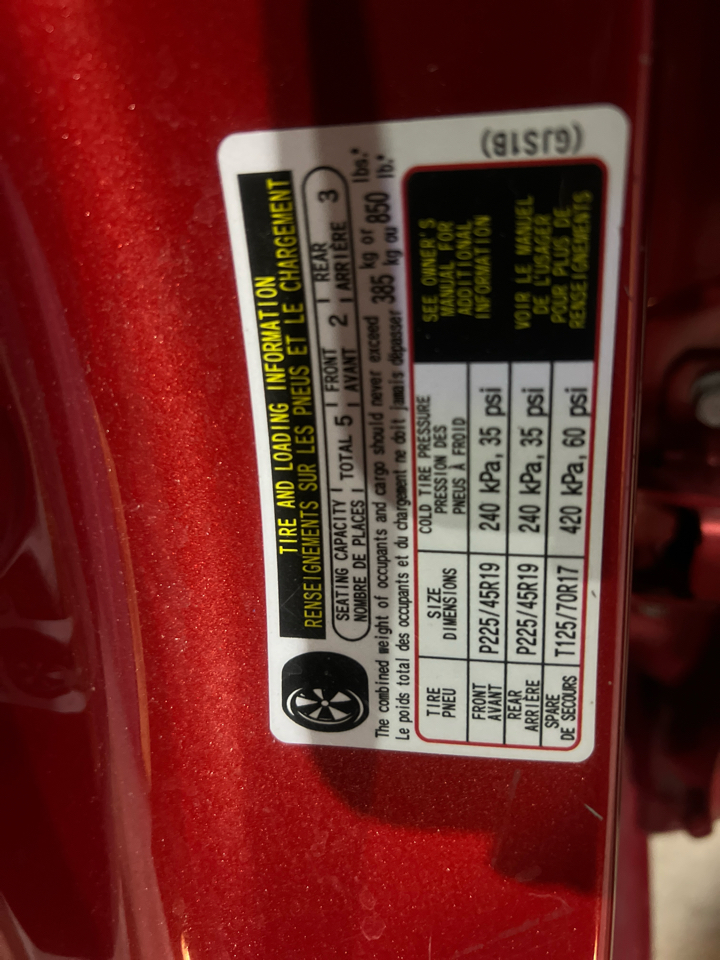 TIRE AND LOADING INFORMATION
RENSEIGNEMENTS SUR LES PNEUS ET LE CHARGEMENT
SEATING CAPACITY TOTAL 5 FRONT 2 REAR 3
NOMBRE DE PLACES AVANT ARRIÈRE
The combined weight of occupants and cargo should never exceed 385 kg or 850 lbs.*
Le poids total des occupants et du chargement ne doit jamais dépasser kg ou lb.*
TIRE SIZE COLD TIRE PRESSURE
PNEU DIMENSIONS PRESSION DES
PNEUS À FROID
FRONT P225/45R19 240 kPa, 35 psi
AVANT
REAR P225/45R19 240 kPa, 35 psi
ARRIÈRE
SPARE T125/70R17 420 kPa, 60 psi
DE SECOURS
SEE OWNER'S
MANUAL FOR
ADDITIONAL
INFORMATION
VOIR LE MANUEL
DE L'USAGER
POUR PLUS DE
RENSEIGNEMENTS
(GJS1B)